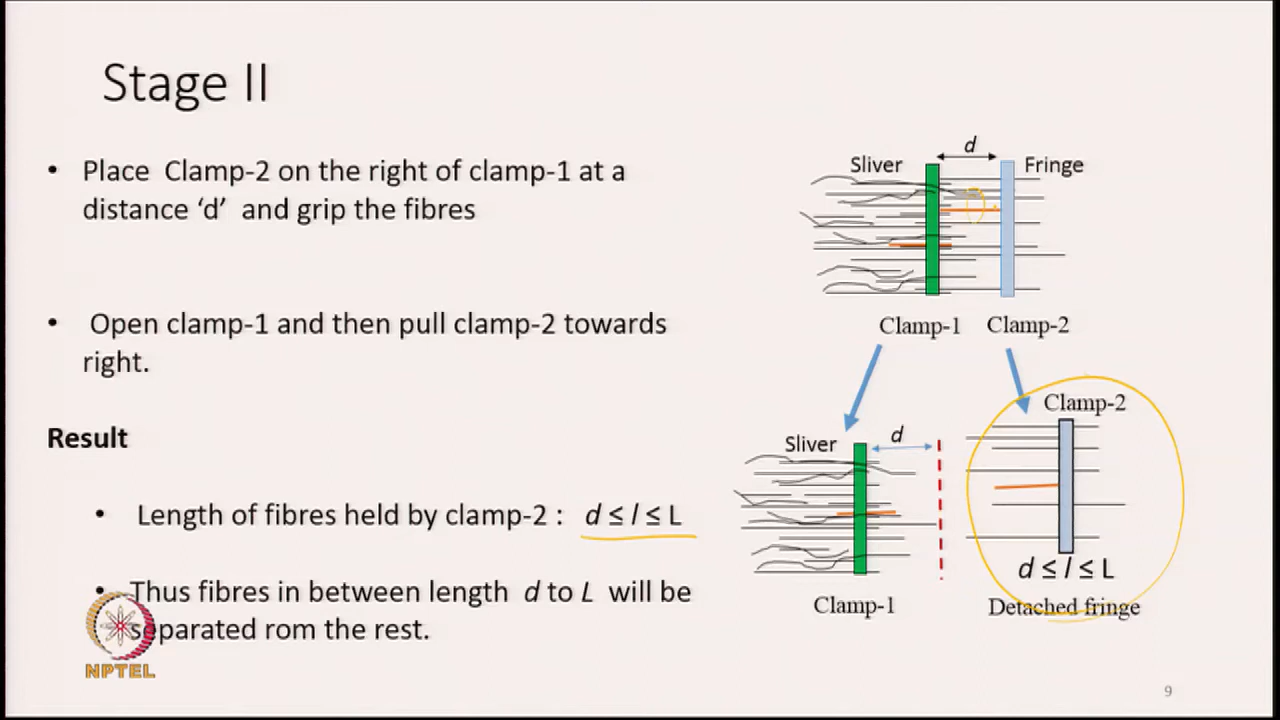 Stage II
• Place Clamp-2 on the right of clamp-1 at a
distance ‘d’ and grip the fibres
• Open clamp-1 and then pull clamp-2 towards
right.
Result
• Length of fibres held by clamp-2 : d ≤ l ≤ L
• Thus fibres in between length d to L will be
separated rom the rest.
d
Sliver
Fringe
Clamp-1
Clamp-2
Sliver
d
Clamp-1
Clamp-2
d ≤ l ≤ L
Detached fringe
NPTEL
9